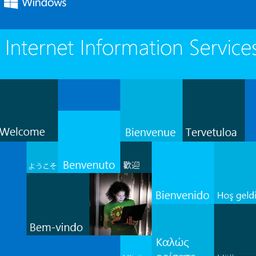 Windows
Internet Information Services
Welcome
Bienvenue
Tervetuloa
ようこそ
Benvenuto
歡迎
Bienvenido
Hoş geldi
Bem-vindo
Καλώς